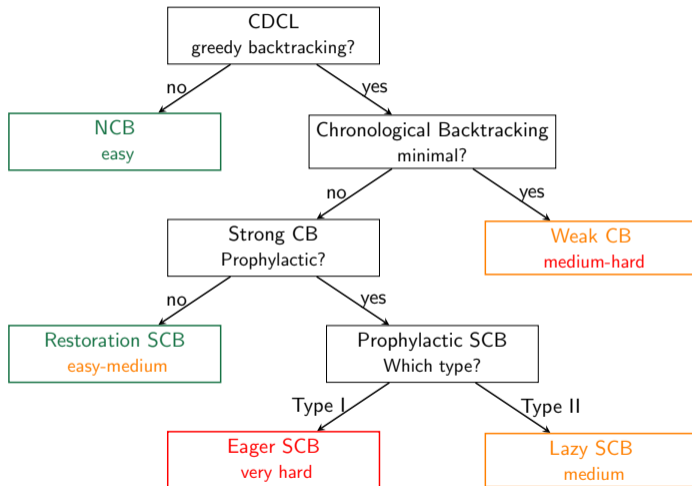 CDCL
greedy backtracking?
no
yes
NCB
easy
Chronological Backtracking
minimal?
no
yes
Strong CB
Prophylactic?
Weak CB
medium-hard
no
yes
Restoration SCB
easy-medium
Prophylactic SCB
Which type?
Type I
Type II
Eager SCB
very hard
Lazy SCB
medium